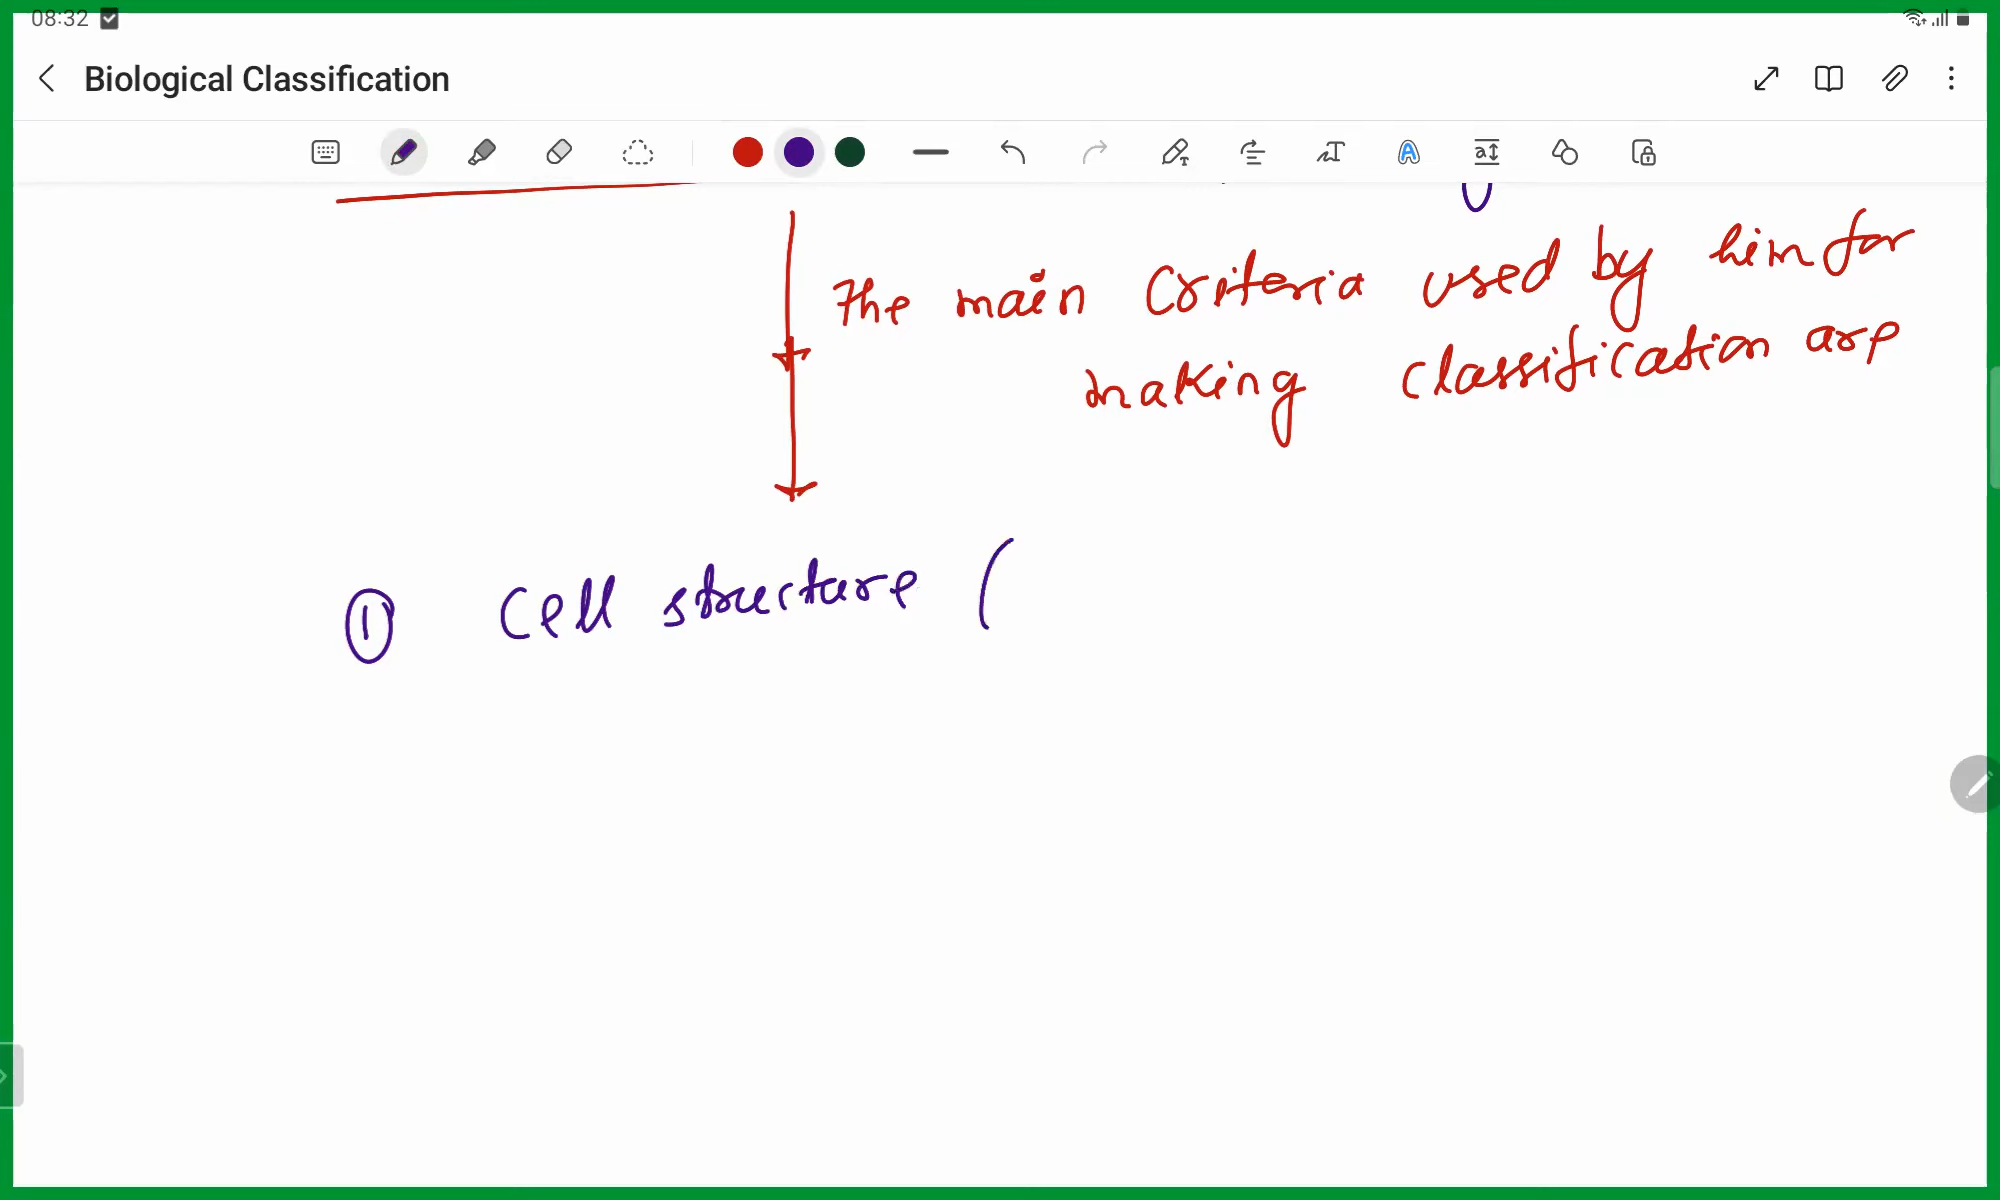 08:32
Biological Classification
The main Criteria used by him for
making classification are
① Cell structure (